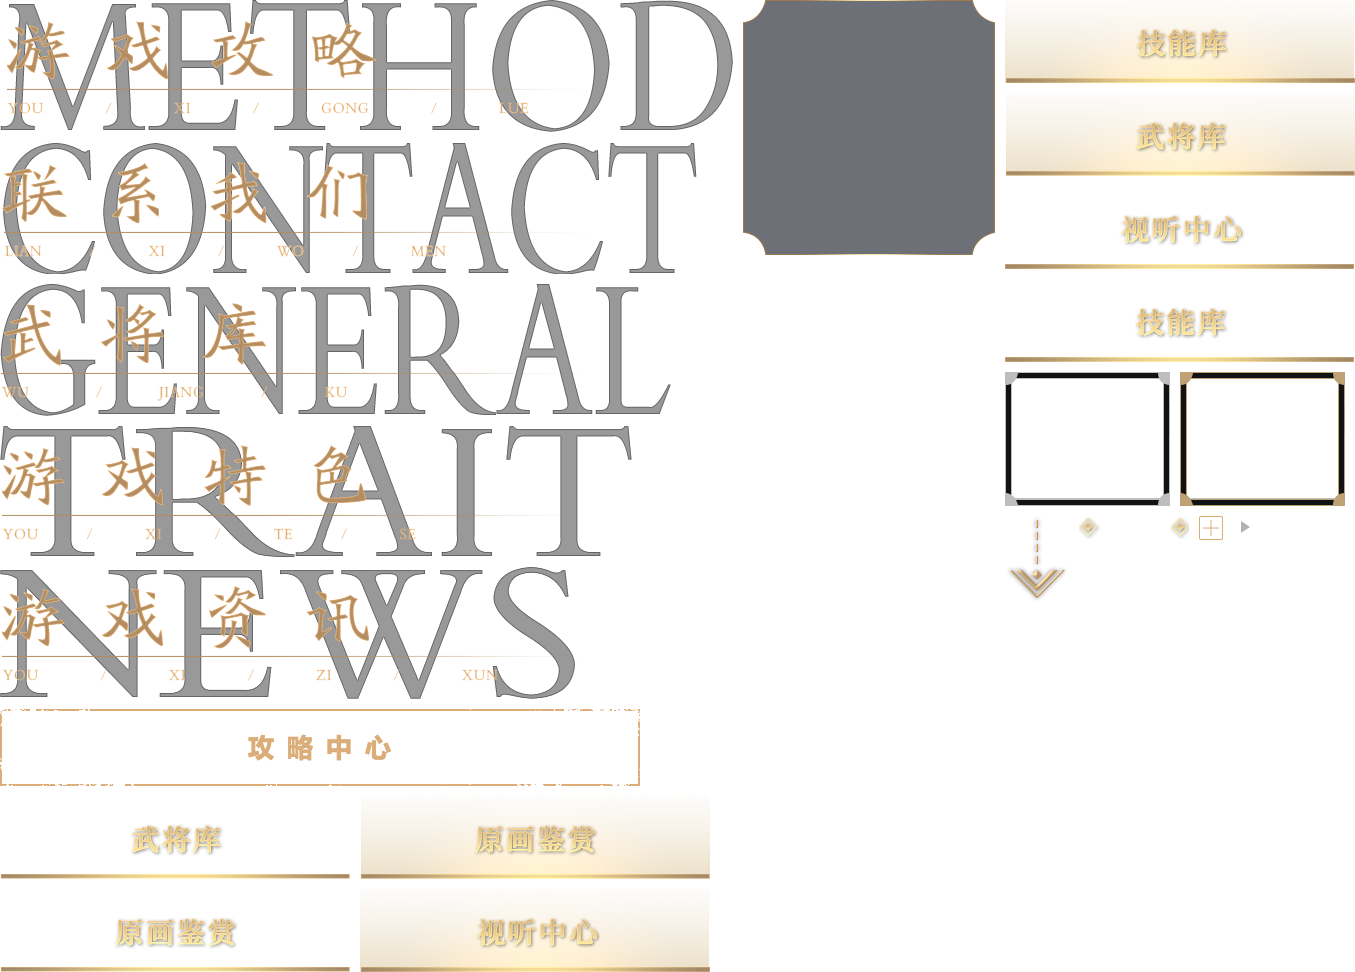 METHOD
游戏攻略
YOU / XI / GONG / LUE
CONTACT
联系我们
LIAN / XI / WO / MEN
GENERAL
武将库
WU / JIANG / KU
TRAIT
游戏特色
YOU / XI / TE / SE
NEWS
游戏资讯
YOU / XI / ZI / XUN
攻略中心
武将库
原画鉴赏
原画鉴赏
视听中心
技能库
武将库
视听中心
技能库